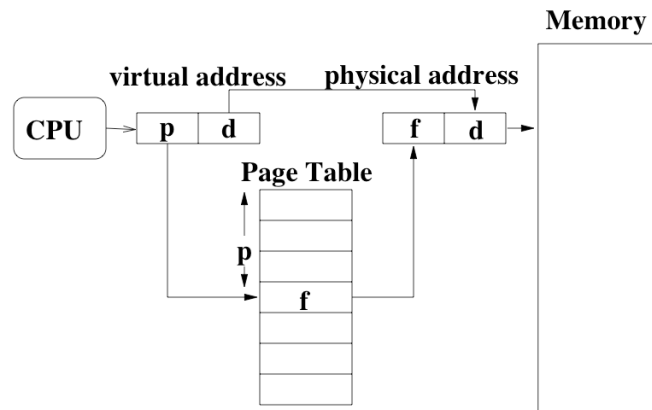 Memory
virtual address
physical address
CPU
p d
f d
Page Table
p
f